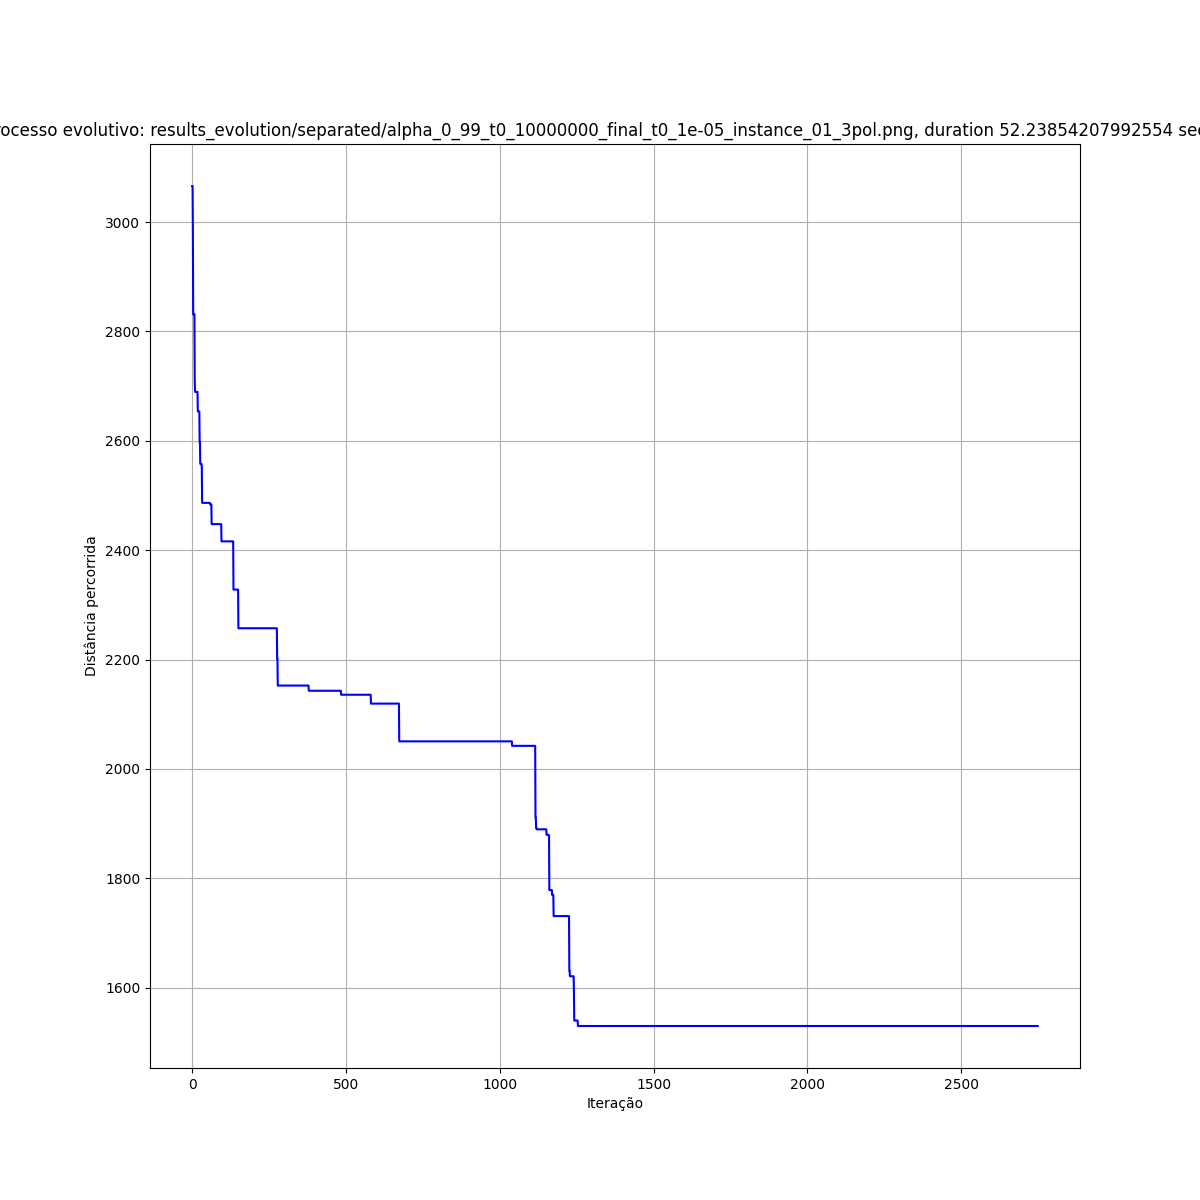 ocesso evolutivo: results_evolution/separated/alpha_0_99_t0_10000000_final_t0_1e-05_instance_01_3pol.png, duration 52.23854207992554 sec
3000
2800
2600
2400
2200
2000
1800
1600
Distância percorrida
0 500 1000 1500 2000 2500
Iteração